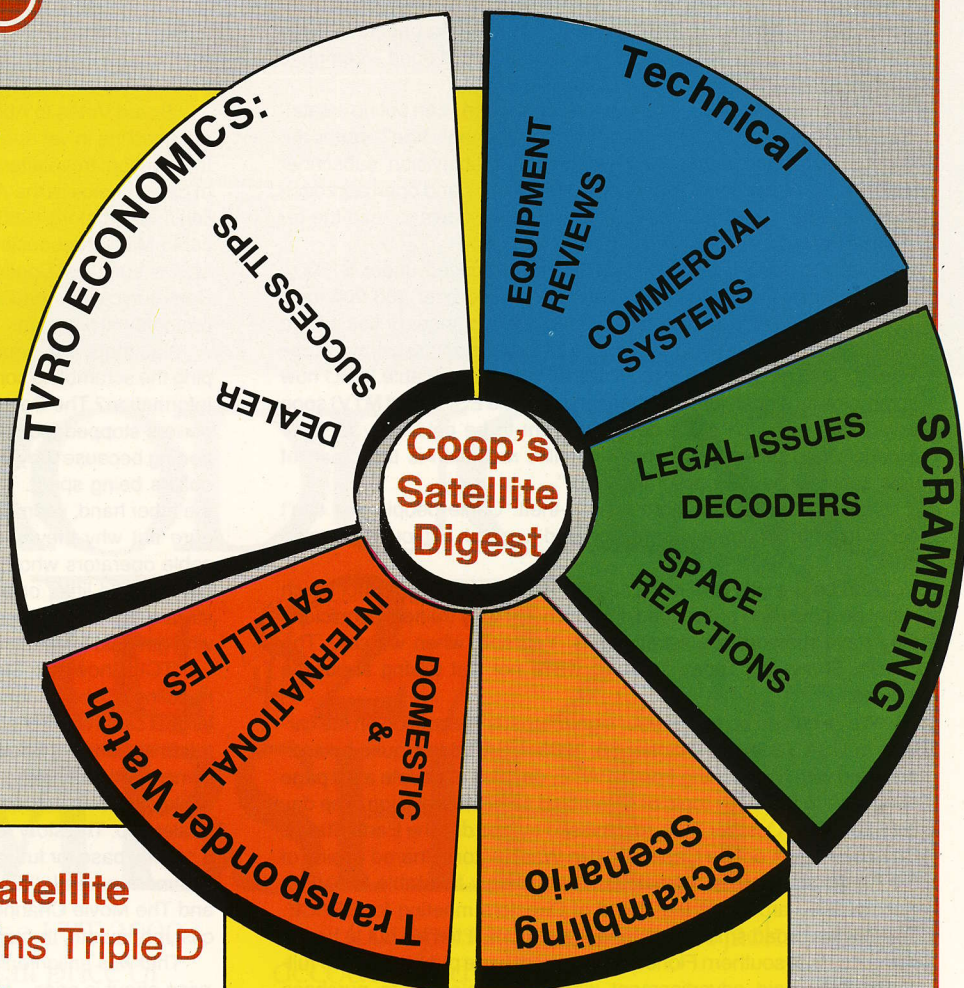 TVRO ECONOMICS:
SUCCESS TIPS
DEALER
Technical
EQUIPMENT
REVIEWS
COMMERCIAL
SYSTEMS
SCRAMBLING
LEGAL ISSUES
DECODERS
SPACE
REACTIONS
Scrambling
Scenario
Transponder Watch
DOMESTIC
&
INTERNATIONAL
SATELLITES
Coop's
Satellite
Digest
atellite
ns Triple D